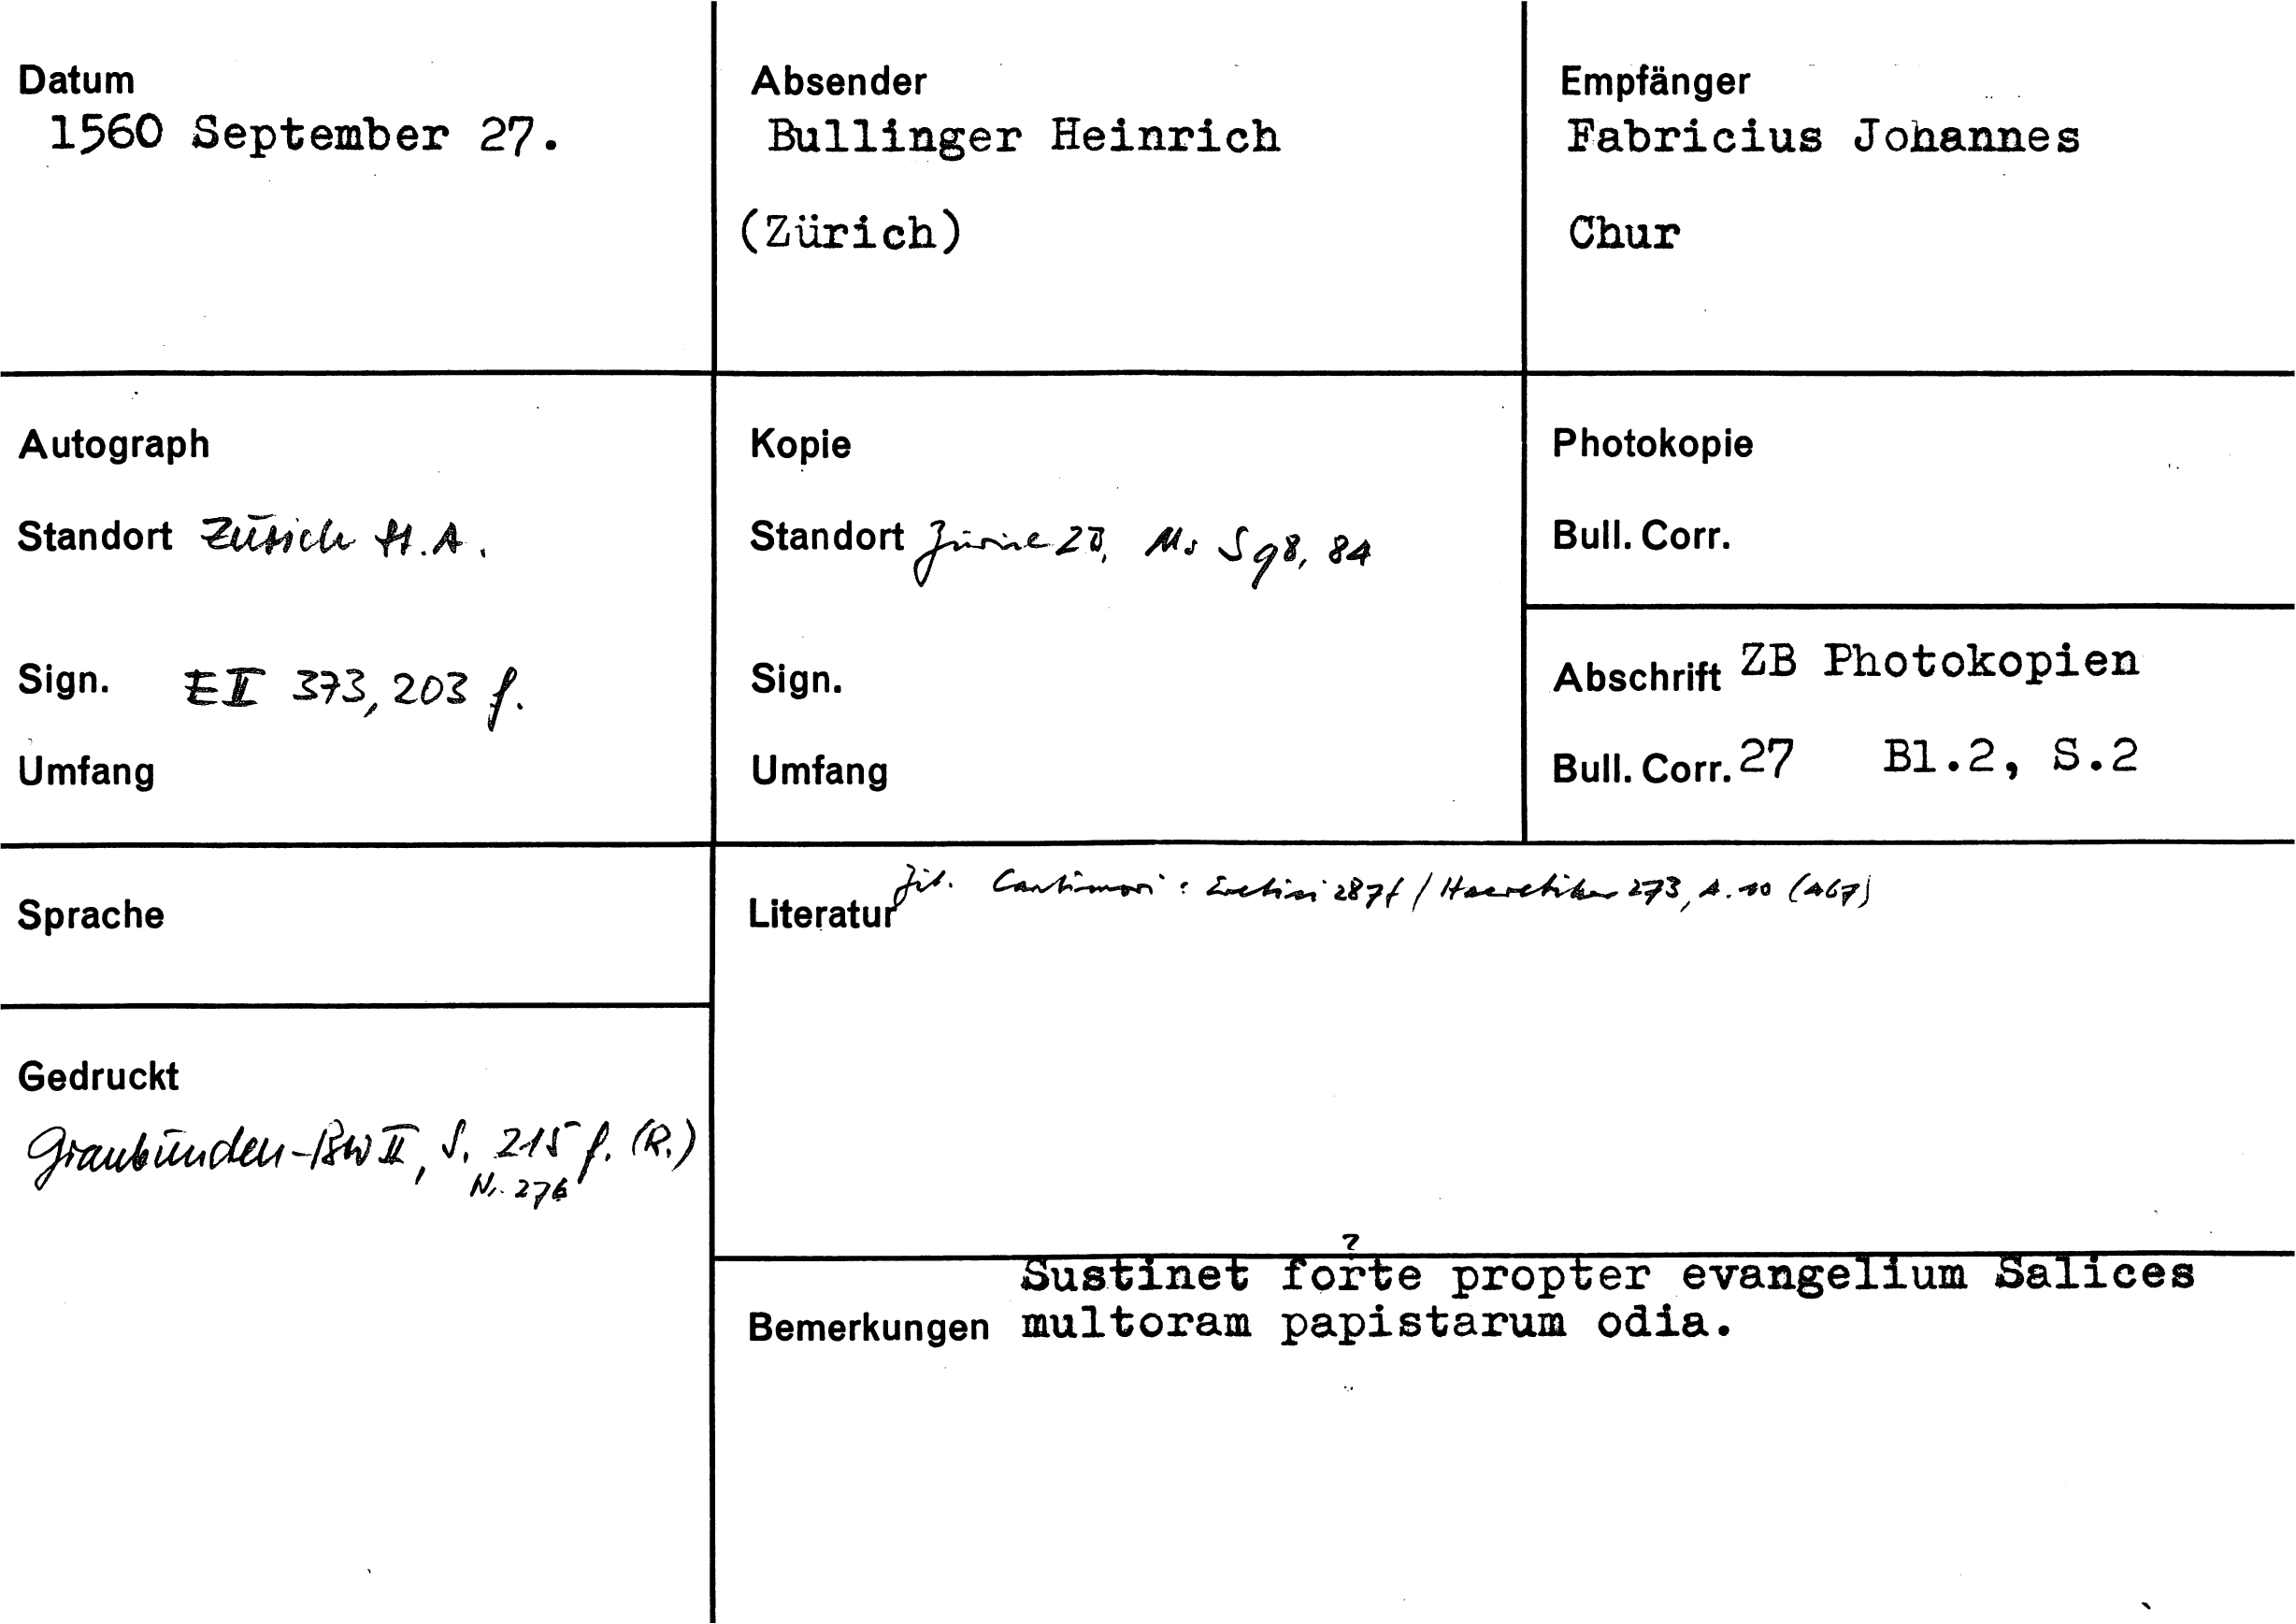 Datum
1560 September 27.
Absender
Bullinger Heinrich
(Zürich)
Empfänger
Fabricius Johannes
Chur
Autograph
Standort Zürich St.A.
Sign. E II 373, 203 f.
Umfang
Kopie
Standort Zürich ZB, Ms S 98, 84
Sign.
Umfang
Photokopie
Bull. Corr.
Abschrift ZB Photokopien
Bull. Corr. 27 Bl.2, S.2
Sprache
Literatur Zit. Cantimori: Eretici 287f / Haeretiker 273, A. 10 (467)
Gedruckt
Graubünden-BW II, S. 215 f. (R.)
Nr. 276
?
Sustinet forte propter evangelium Salices
Bemerkungen multoram papistarum odia.